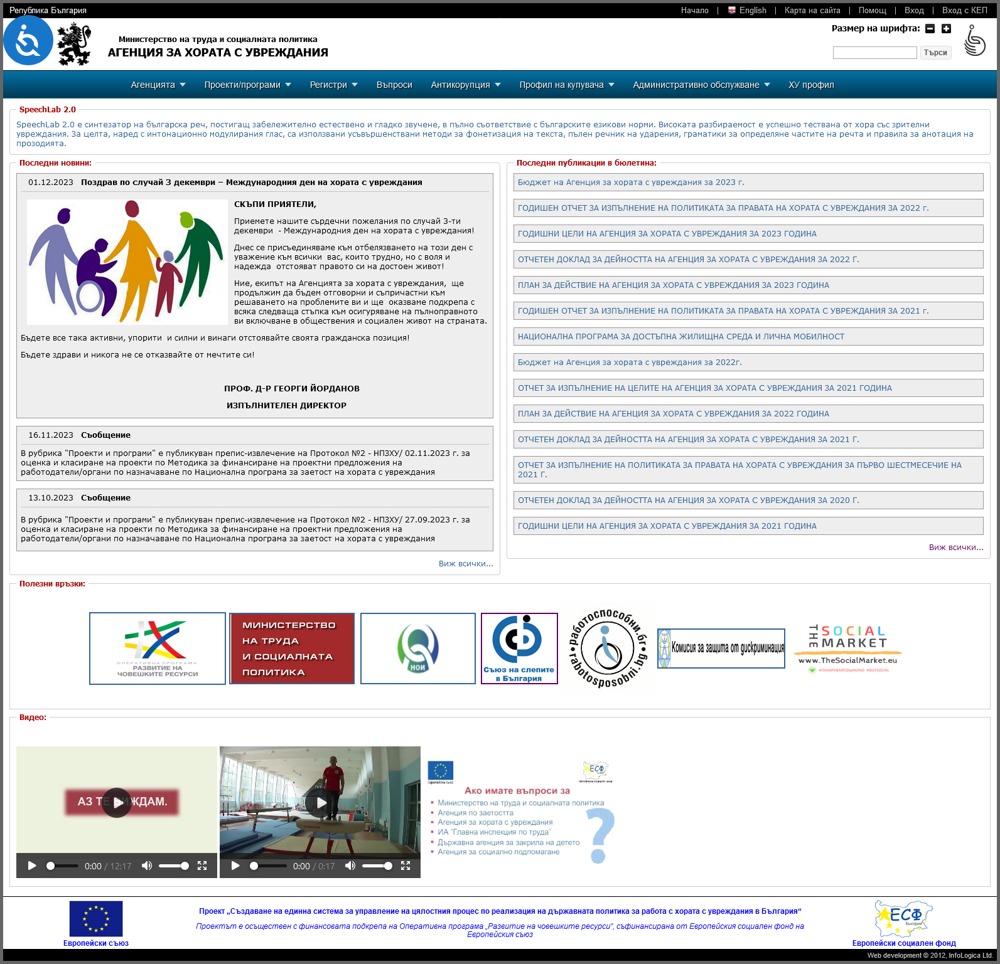 Република България
Начало | English | Карта на сайта | Помощ | Вход | Вход с КЕП
Министерство на труда и социалната политика
АГЕНЦИЯ ЗА ХОРАТА С УВРЕЖДАНИЯ
Размер на шрифта:
Търси
Агенцията Проекти/програми Регистри Въпроси Антикорупция Профил на купувача Административно обслужване ХУ профил
SpeechLab 2.0
SpeechLab 2.0 е синтезатор на българска реч, постигащ забележително естествено и гладко звучене, в пълно съответствие с българските езикови норми. Високата разбираемост е успешно тествана от хора със зрителни
увреждания. За целта, наред с интонационно модулирания глас, са използвани усъвършенствани методи за фонетизация на текста, пълен речник на ударения, граматики за определяне частите на речта и правила за анотация на
прозодията.
Последни новини:
01.12.2023 Поздрав по случай 3 декември – Международния ден на хората с увреждания
СКЪПИ ПРИЯТЕЛИ,
Приемете нашите сърдечни пожелания по случай 3-ти
декември - Международния ден на хората с увреждания!
Днес се присъединяваме към отбелязването на този ден с
уважение към всички вас, които трудно, но с воля и
надежда отстояват правото си на достоен живот!
Ние, екипът на Агенцията за хората с увреждания, ще
продължим да бъдем отговорни и съпричастни към
решаването на проблемите ви и ще оказваме подкрепа с
всяка следваща стъпка към осигуряване на пълноправното
ви включване в обществения и социален живот на страната.
Бъдете все така активни, упорити и силни и винаги отстоявайте своята гражданска позиция!
Бъдете здрави и никога не се отказвайте от мечтите си!
ПРОФ. Д-Р ГЕОРГИ ЙОРДАНОВ
ИЗПЪЛНИТЕЛЕН ДИРЕКТОР
16.11.2023 Съобщение
В рубрика "Проекти и програми" е публикуван препис-извлечение на Протокол №2 - НПЗХУ/ 02.11.2023 г. за
оценка и класиране на проекти по Методика за финансиране на проектни предложения на
работодатели/органи по назначаване по Национална програма за заетост на хората с увреждания
13.10.2023 Съобщение
В рубрика "Проекти и програми" е публикуван препис-извлечение на Протокол №2 - НПЗХУ/ 27.09.2023 г. за
оценка и класиране на проекти по Методика за финансиране на проектни предложения на
работодатели/органи по назначаване по Национална програма за заетост на хората с увреждания
Виж всички...
Последни публикации в бюлетина:
Бюджет на Агенция за хората с увреждания за 2023 г.
ГОДИШЕН ОТЧЕТ ЗА ИЗПЪЛНЕНИЕ НА ПОЛИТИКАТА ЗА ПРАВАТА НА ХОРАТА С УВРЕЖДАНИЯ ЗА 2022 г.
ГОДИШНИ ЦЕЛИ НА АГЕНЦИЯ ЗА ХОРАТА С УВРЕЖДАНИЯ ЗА 2023 ГОДИНА
ОТЧЕТЕН ДОКЛАД ЗА ДЕЙНОСТТА НА АГЕНЦИЯ ЗА ХОРАТА С УВРЕЖДАНИЯ ЗА 2022 Г.
ПЛАН ЗА ДЕЙСТВИЕ НА АГЕНЦИЯ ЗА ХОРАТА С УВРЕЖДАНИЯ ЗА 2023 ГОДИНА
ГОДИШЕН ОТЧЕТ ЗА ИЗПЪЛНЕНИЕ НА ПОЛИТИКАТА ЗА ПРАВАТА НА ХОРАТА С УВРЕЖДАНИЯ ЗА 2021 г.
НАЦИОНАЛНА ПРОГРАМА ЗА ДОСТЪПНА ЖИЛИЩНА СРЕДА И ЛИЧНА МОБИЛНОСТ
Бюджет на Агенция за хората с увреждания за 2022г.
ОТЧЕТ ЗА ИЗПЪЛНЕНИЕ НА ЦЕЛИТЕ НА АГЕНЦИЯ ЗА ХОРАТА С УВРЕЖДАНИЯ ЗА 2021 ГОДИНА
ПЛАН ЗА ДЕЙСТВИЕ НА АГЕНЦИЯ ЗА ХОРАТА С УВРЕЖДАНИЯ ЗА 2022 ГОДИНА
ОТЧЕТЕН ДОКЛАД ЗА ДЕЙНОСТТА НА АГЕНЦИЯ ЗА ХОРАТА С УВРЕЖДАНИЯ ЗА 2021 Г.
ОТЧЕТ ЗА ИЗПЪЛНЕНИЕ НА ПОЛИТИКАТА ЗА ПРАВАТА НА ХОРАТА С УВРЕЖДАНИЯ ЗА ПЪРВО ШЕСТМЕСЕЧИЕ НА
2021 Г.
ОТЧЕТЕН ДОКЛАД ЗА ДЕЙНОСТТА НА АГЕНЦИЯ ЗА ХОРАТА С УВРЕЖДАНИЯ ЗА 2020 Г.
ГОДИШНИ ЦЕЛИ НА АГЕНЦИЯ ЗА ХОРАТА С УВРЕЖДАНИЯ ЗА 2021 ГОДИНА
Виж всички...
Полезни връзки:
ОПЕРАТИВНА ПРОГРАМА
РАЗВИТИЕ НА
ЧОВЕШКИТЕ РЕСУРСИ
МИНИСТЕРСТВО
НА ТРУДА
И СОЦИАЛНАТА
ПОЛИТИКА
НОИ
Съюз на слепите
в България
работоспособни.бг
rabotosposobni.bg
Комисия за защита от дискриминация
THE SOCIAL
MARKET
www.TheSocialMarket.eu
#ПАЗАРУВАЙСОЦИАЛНО #BUYSOCIAL
Видео:
АЗ ТЕ ВИЖДАМ.
0:00 / 12:17
0:00 / 0:17
Европейски съюз
ЕСФ
Ако имате въпроси за
Министерство на труда и социалната политика
Агенция по заетостта
Агенция за хората с увреждания
ИА "Главна инспекция по труда"
Държавна агенция за закрила на детето
Агенция за социално подпомагане
?
Европейски съюз
Проект „Създаване на единна система за управление на цялостния процес по реализация на държавната политика за работа с хората с увреждания в България“
Проектът е осъществен с финансовата подкрепа на Оперативна програма „Развитие на човешките ресурси“, съфинансирана от Европейския социален фонд на
Европейския съюз
ЕСФ
България
Европейски социален фонд
Web development © 2012, InfoLogica Ltd.